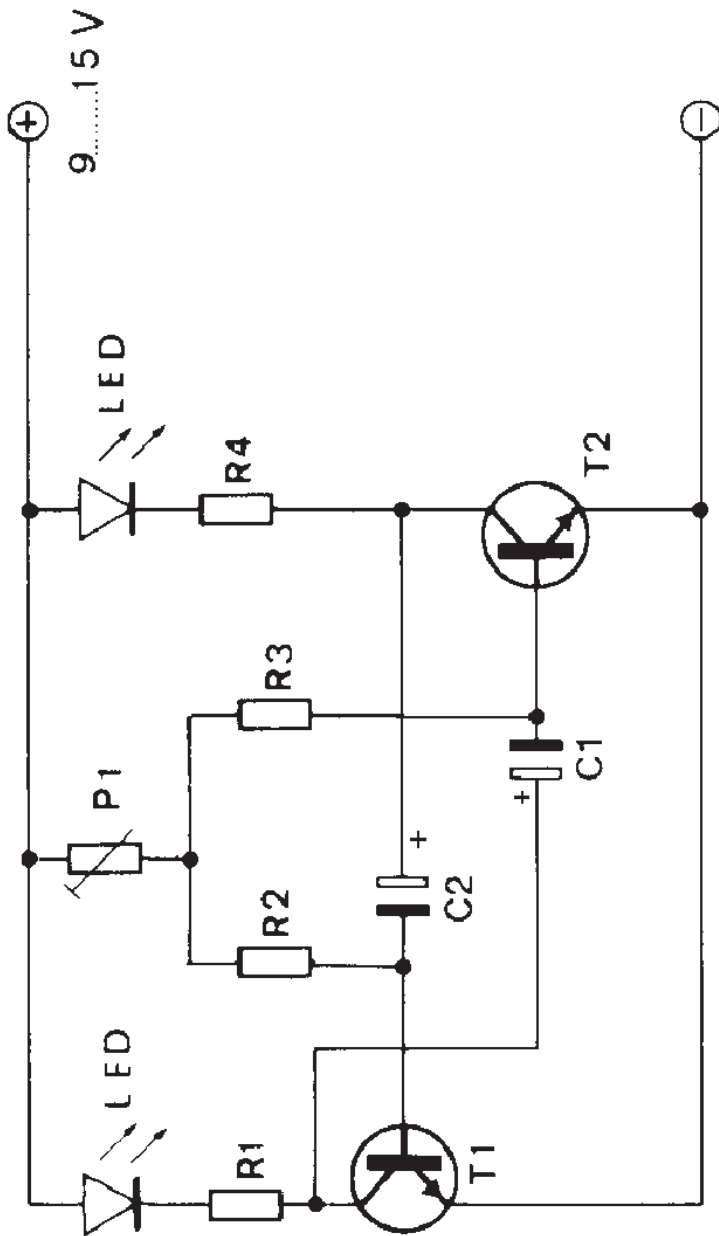 9.......15 V
+
−
LED
R4
T2
R3
P1
+
C1
R2
+
C2
LED
R1
T1